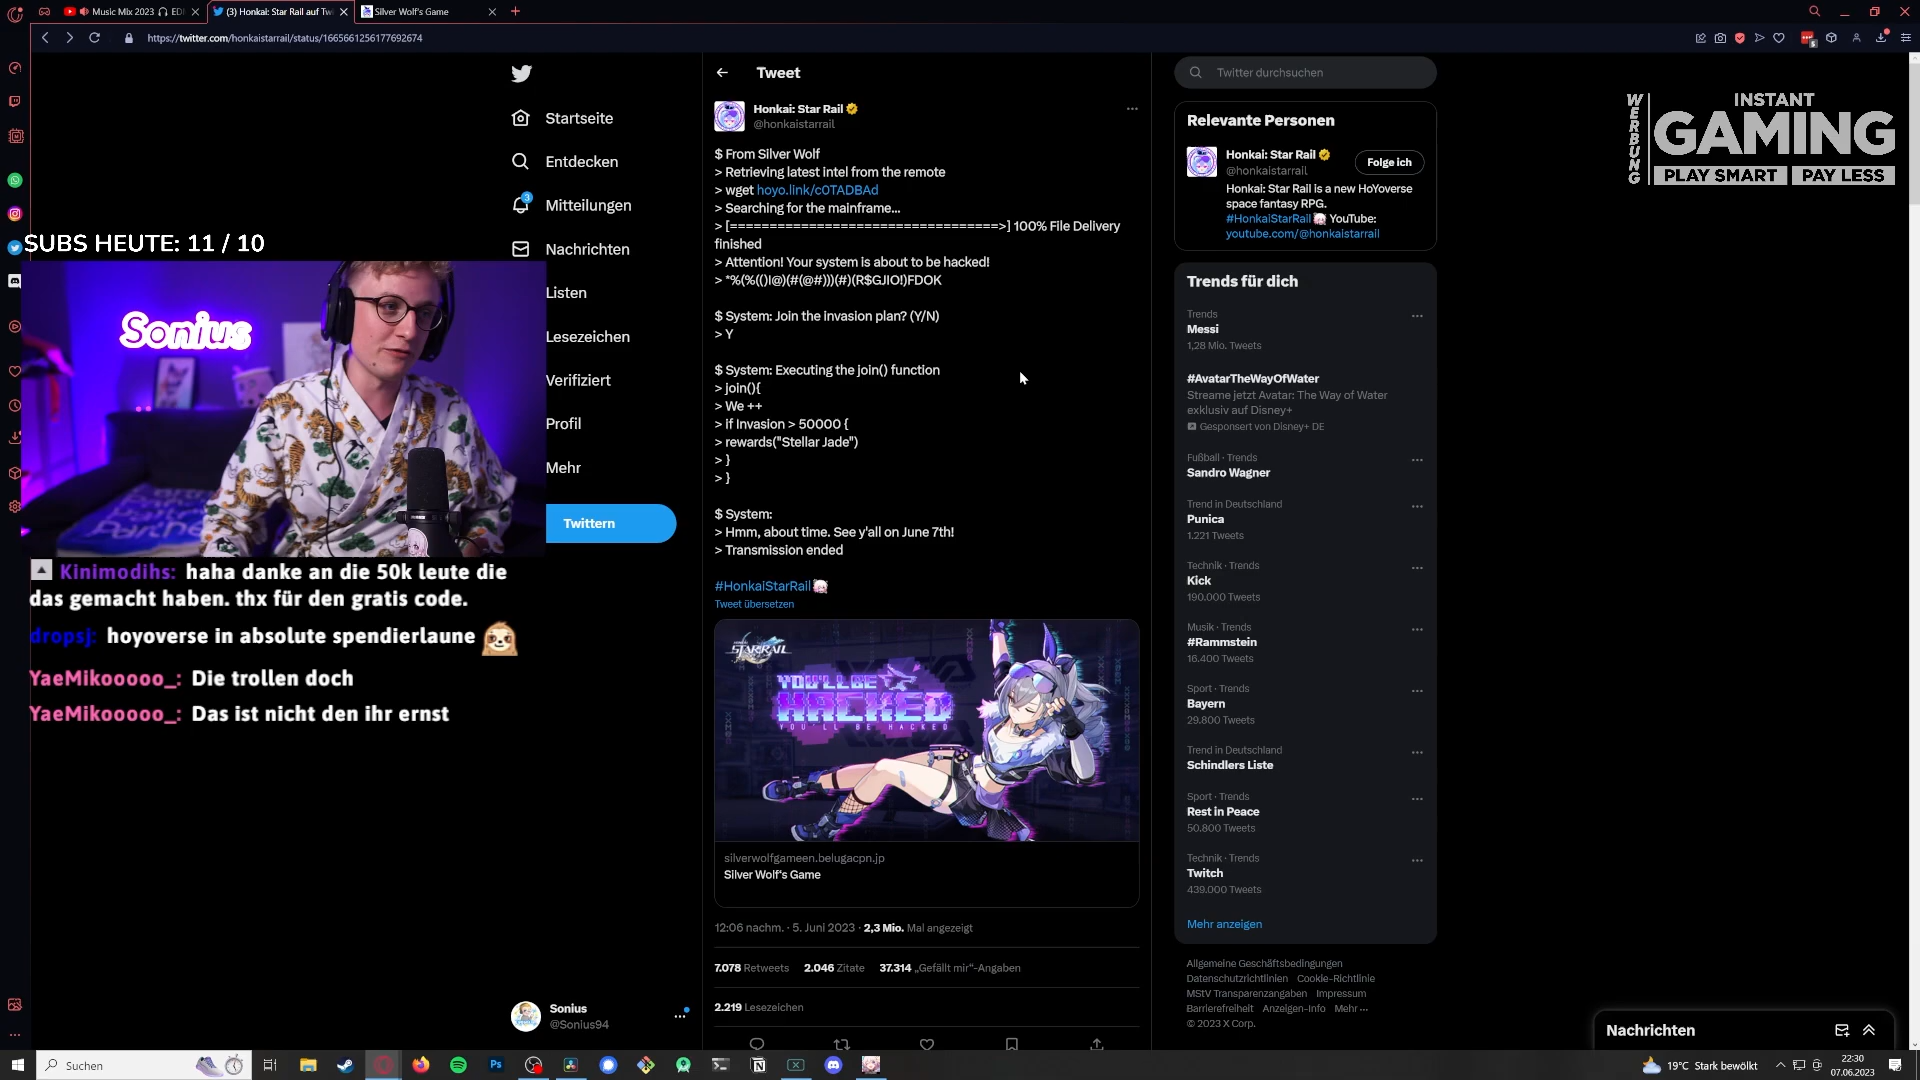 Music Mix 2023 🎧 ED
(3) Honkai: Star Rail auf Tw
Silver Wolf's Game
https://twitter.com/honkaistarrail/status/1665661256177692674
SUBS HEUTE: 11 / 10
Sonius
Kinimodihs: haha danke an die 50k leute die
das gemacht haben. thx für den gratis code.
dropsj: hoyoverse in absolute spendierlaune
YaeMikooooo_: Die trollen doch
YaeMikooooo_: Das ist nicht den ihr ernst
Startseite
Entdecken
3
Mitteilungen
Nachrichten
Listen
Lesezeichen
Verifiziert
Profil
Mehr
Twittern
Sonius
@Sonius94
Tweet
Honkai: Star Rail
@honkaistarrail
$ From Silver Wolf
> Retrieving latest intel from the remote
> wget hoyo.link/c0TADBAd
> Searching for the mainframe...
> [================================>] 100% File Delivery
finished
> Attention! Your system is about to be hacked!
> *%(%(()I@)(#(@#)))(#)(R$GJIO!)FDOK
$ System: Join the invasion plan? (Y/N)
> Y
$ System: Executing the join() function
> join(){
> We ++
> if Invasion > 50000 {
> rewards("Stellar Jade")
> }
> }
$ System:
> Hmm, about time. See y'all on June 7th!
> Transmission ended
#HonkaiStarRail
Tweet übersetzen
STAR RAIL
YOU'LL BE
HACKED
YOU'LL BE HACKED
silverwolfgameen.belugacpn.jp
Silver Wolf's Game
12:06 nachm. · 5. Juni 2023 · 2,3 Mio. Mal angezeigt
7.078 Retweets 2.046 Zitate 37.314 „Gefällt mir“-Angaben
2.219 Lesezeichen
Twitter durchsuchen
Relevante Personen
Honkai: Star Rail
@honkaistarrail
Folge ich
Honkai: Star Rail is a new HoYoverse
space fantasy RPG.
#HonkaiStarRail YouTube:
youtube.com/@honkaistarrail
Trends für dich
Trends
Messi
1,28 Mio. Tweets
#AvatarTheWayOfWater
Streame jetzt Avatar: The Way of Water
exklusiv auf Disney+
Gesponsert von Disney+ DE
Fußball · Trends
Sandro Wagner
Trend in Deutschland
Punica
1.221 Tweets
Technik · Trends
Kick
190.000 Tweets
Musik · Trends
#Rammstein
16.400 Tweets
Sport · Trends
Bayern
29.800 Tweets
Trend in Deutschland
Schindlers Liste
Sport · Trends
Rest in Peace
50.800 Tweets
Technik · Trends
Twitch
439.000 Tweets
Mehr anzeigen
Allgemeine Geschäftsbedingungen
Datenschutzrichtlinien Cookie-Richtlinie
MStV Transparenzangaben Impressum
Barrierefreiheit Anzeigen-Info Mehr ···
© 2023 X Corp.
WERBUNG
INSTANT
GAMING
PLAY SMART PAY LESS
Nachrichten
Suchen
19°C Stark bewölkt
22:30
07.06.2023